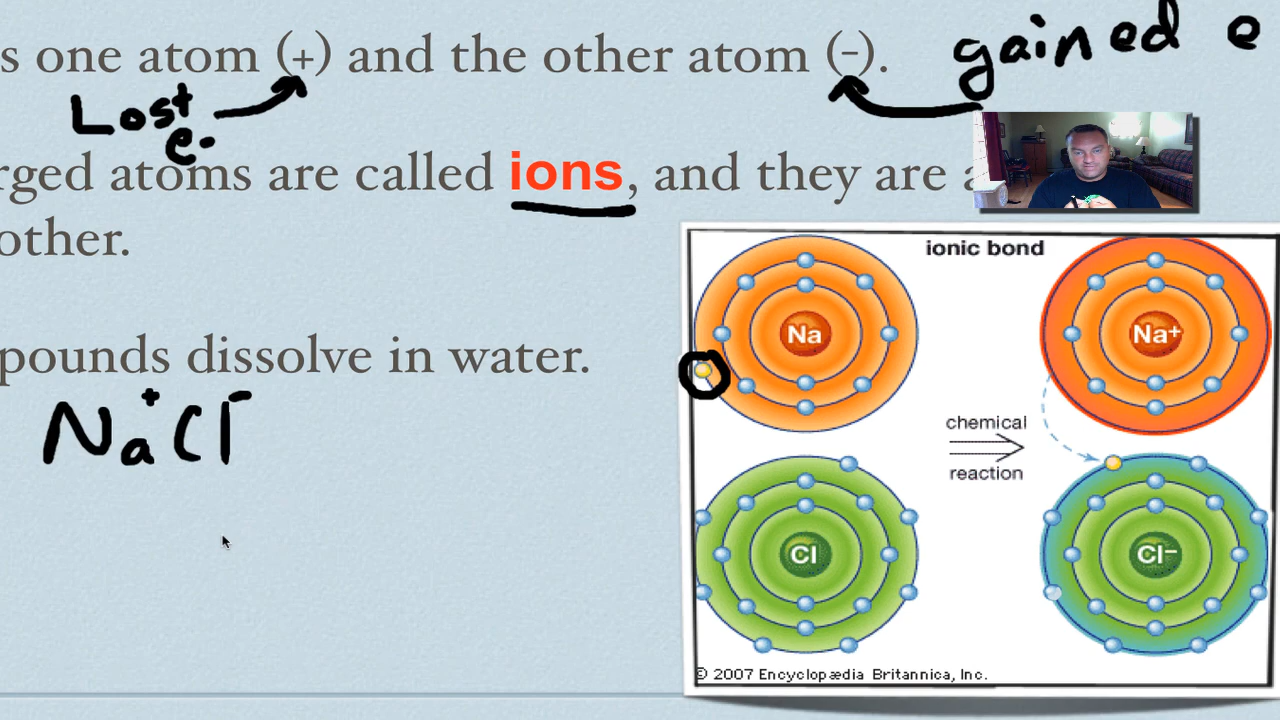 s one atom (+) and the other atom (-).
gained e
Lost
e-
rged atoms are called ions, and they are a
other.
pounds dissolve in water.
Na+Cl-
ionic bond
Na
Na+
chemical
reaction
Cl
Cl−
© 2007 Encyclopædia Britannica, Inc.